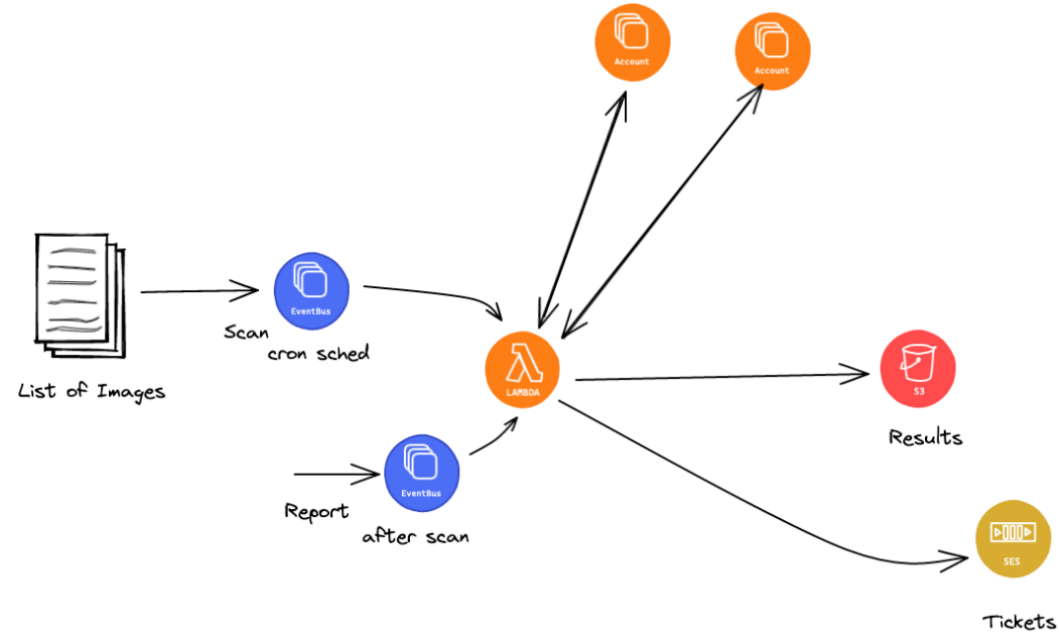 Account
Account
EventBus
Scan
cron sched
List of Images
LAMBDA
S3
Results
EventBus
Report
after scan
SES
Tickets